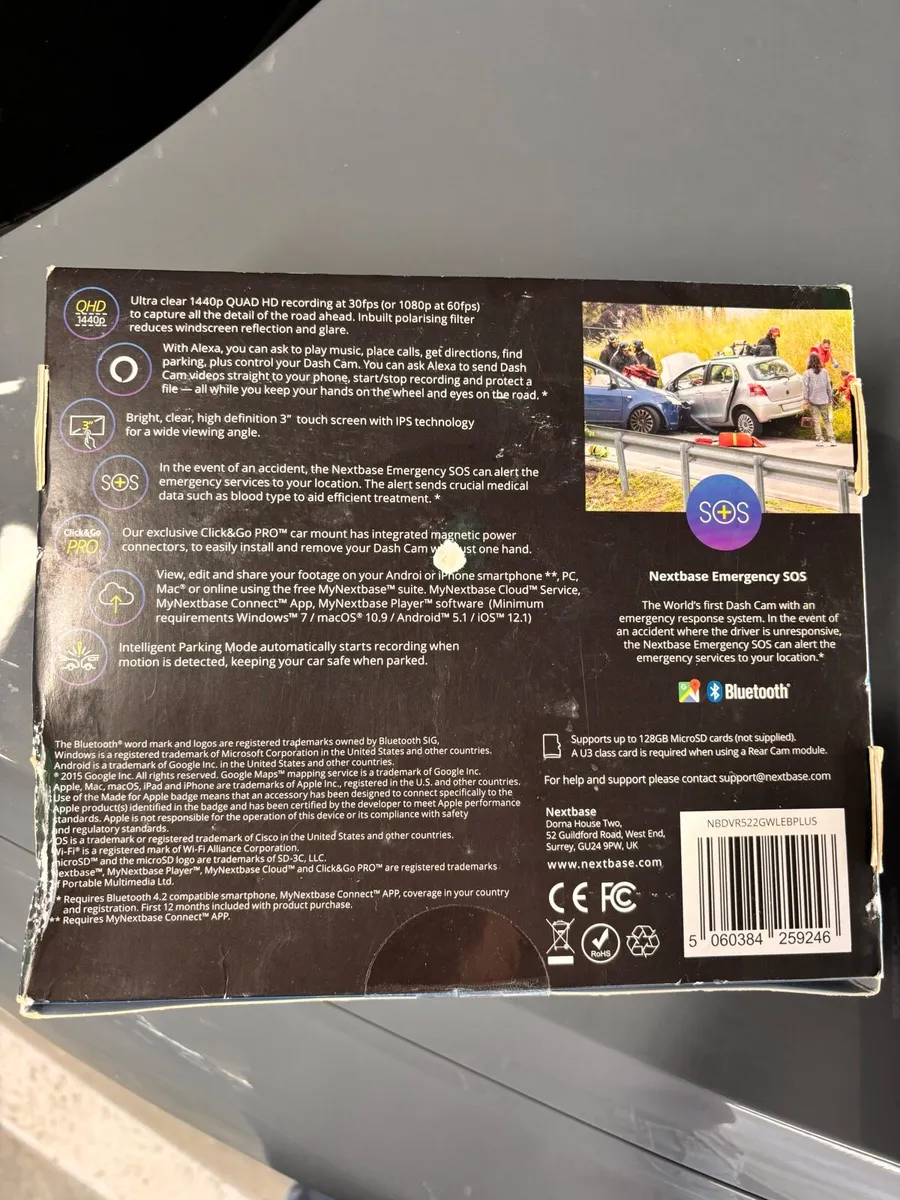 QHD
1440p
Ultra clear 1440p QUAD HD recording at 30fps (or 1080p at 60fps)
to capture all the detail of the road ahead. Inbuilt polarising filter
reduces windscreen reflection and glare.
With Alexa, you can ask to play music, place calls, get directions, find
parking, plus control your Dash Cam. You can ask Alexa to send Dash
Cam videos straight to your phone, start/stop recording and protect a
file — all while you keep your hands on the wheel and eyes on the road. *
3"
Bright, clear, high definition 3" touch screen with IPS technology
for a wide viewing angle.
SOS
In the event of an accident, the Nextbase Emergency SOS can alert the
emergency services to your location. The alert sends crucial medical
data such as blood type to aid efficient treatment. *
Click&Go
PRO
Our exclusive Click&Go PRO™ car mount has integrated magnetic power
connectors, to easily install and remove your Dash Cam w ust one hand.
View, edit and share your footage on your Androi or iPhone smartphone **, PC,
Mac® or online using the free MyNextbase™ suite. MyNextbase Cloud™ Service,
MyNextbase Connect™ App, MyNextbase Player™ software (Minimum
requirements Windows™ 7 / macOS® 10.9 / Android™ 5.1 / iOS™ 12.1)
Intelligent Parking Mode automatically starts recording when
motion is detected, keeping your car safe when parked.
SOS
Nextbase Emergency SOS
The World's first Dash Cam with an
emergency response system. In the event of
an accident where the driver is unresponsive,
the Nextbase Emergency SOS can alert the
emergency services to your location.*
Bluetooth®
The Bluetooth® word mark and logos are registered trademarks owned by Bluetooth SIG,
Windows is a registered trademark of Microsoft Corporation in the United States and other countries.
Android is a trademark of Google Inc. in the United States and other countries.
© 2015 Google Inc. All rights reserved. Google Maps™ mapping service is a trademark of Google Inc.
Apple, Mac, macOS, iPad and iPhone are trademarks of Apple Inc., registered in the U.S. and other countries.
Use of the Made for Apple badge means that an accessory has been designed to connect specifically to the
Apple product(s) identified in the badge and has been certified by the developer to meet Apple performance
standards. Apple is not responsible for the operation of this device or its compliance with safety
and regulatory standards.
OS is a trademark or registered trademark of Cisco in the United States and other countries.
Wi-Fi® is a registered mark of Wi-Fi Alliance Corporation.
microSD™ and the microSD logo are trademarks of SD-3C, LLC.
extbase™, MyNextbase Player™, MyNextbase Cloud™ and Click&Go PRO™ are registered trademarks
f Portable Multimedia Ltd.
* Requires Bluetooth 4.2 compatible smartphone, MyNextbase Connect™ APP, coverage in your country
and registration. First 12 months included with product purchase.
** Requires MyNextbase Connect™ APP.
Supports up to 128GB MicroSD cards (not supplied).
A U3 class card is required when using a Rear Cam module.
For help and support please contact support@nextbase.com
Nextbase
Dorna House Two,
52 Guildford Road, West End,
Surrey, GU24 9PW, UK
www.nextbase.com
CE FC
RoHS
NBDVR522GWLEBPLUS
5 060384 259246